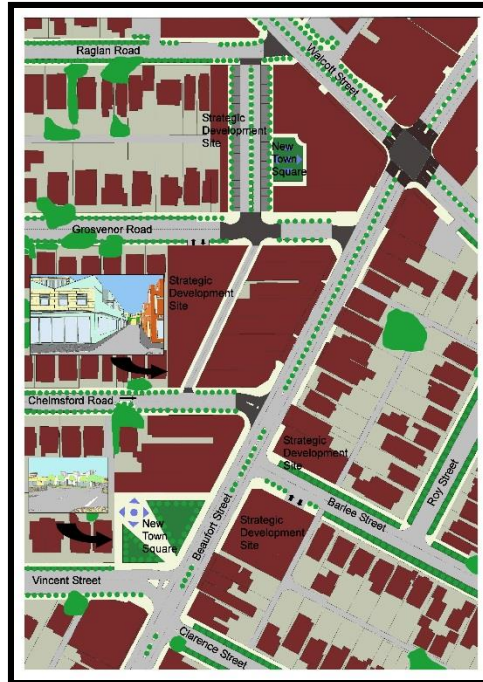 Raglan Road
Walcott Street
Strategic
Development
Site
New
Town
Square
Grosvenor Road
Strategic
Development
Site
Chelmsford Road
Strategic
Development
Site
Roy Street
Barlee Street
Beaufort Street
New
Town
Square
Strategic
Development
Site
Vincent Street
Clarence Street